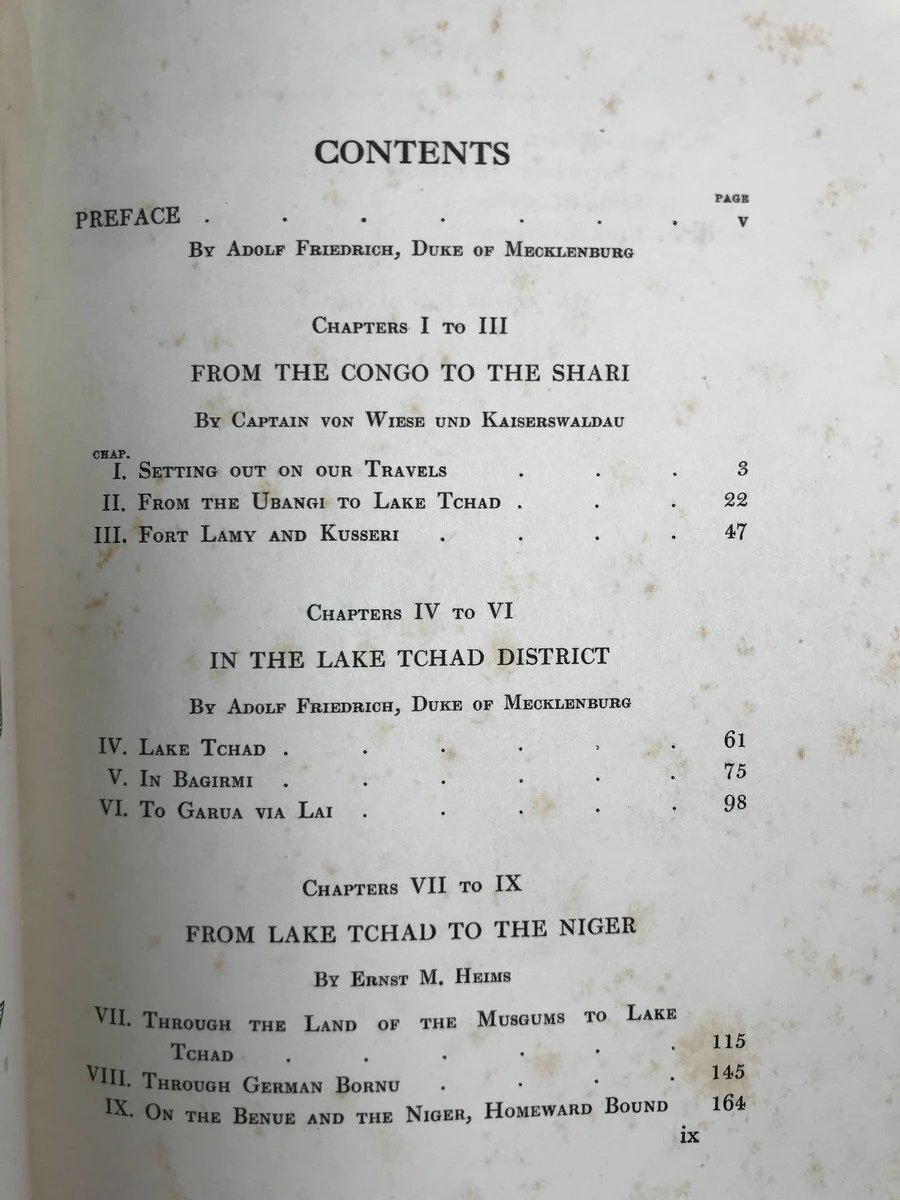 CONTENTS
PAGE
PREFACE . . . . . . . v
By Adolf Friedrich, Duke of Mecklenburg
Chapters I to III
FROM THE CONGO TO THE SHARI
By Captain von Wiese und Kaiserswaldau
CHAP.
I. Setting out on our Travels . . . 3
II. From the Ubangi to Lake Tchad . . . 22
III. Fort Lamy and Kusseri . . . . 47
Chapters IV to VI
IN THE LAKE TCHAD DISTRICT
By Adolf Friedrich, Duke of Mecklenburg
IV. Lake Tchad . . . . . . 61
V. In Bagirmi . . . . . . 75
VI. To Garua via Lai . . . . . 98
Chapters VII to IX
FROM LAKE TCHAD TO THE NIGER
By Ernst M. Heims
VII. Through the Land of the Musgums to Lake
Tchad . . . . . . 115
VIII. Through German Bornu . . . . 145
IX. On the Benue and the Niger, Homeward Bound 164
ix